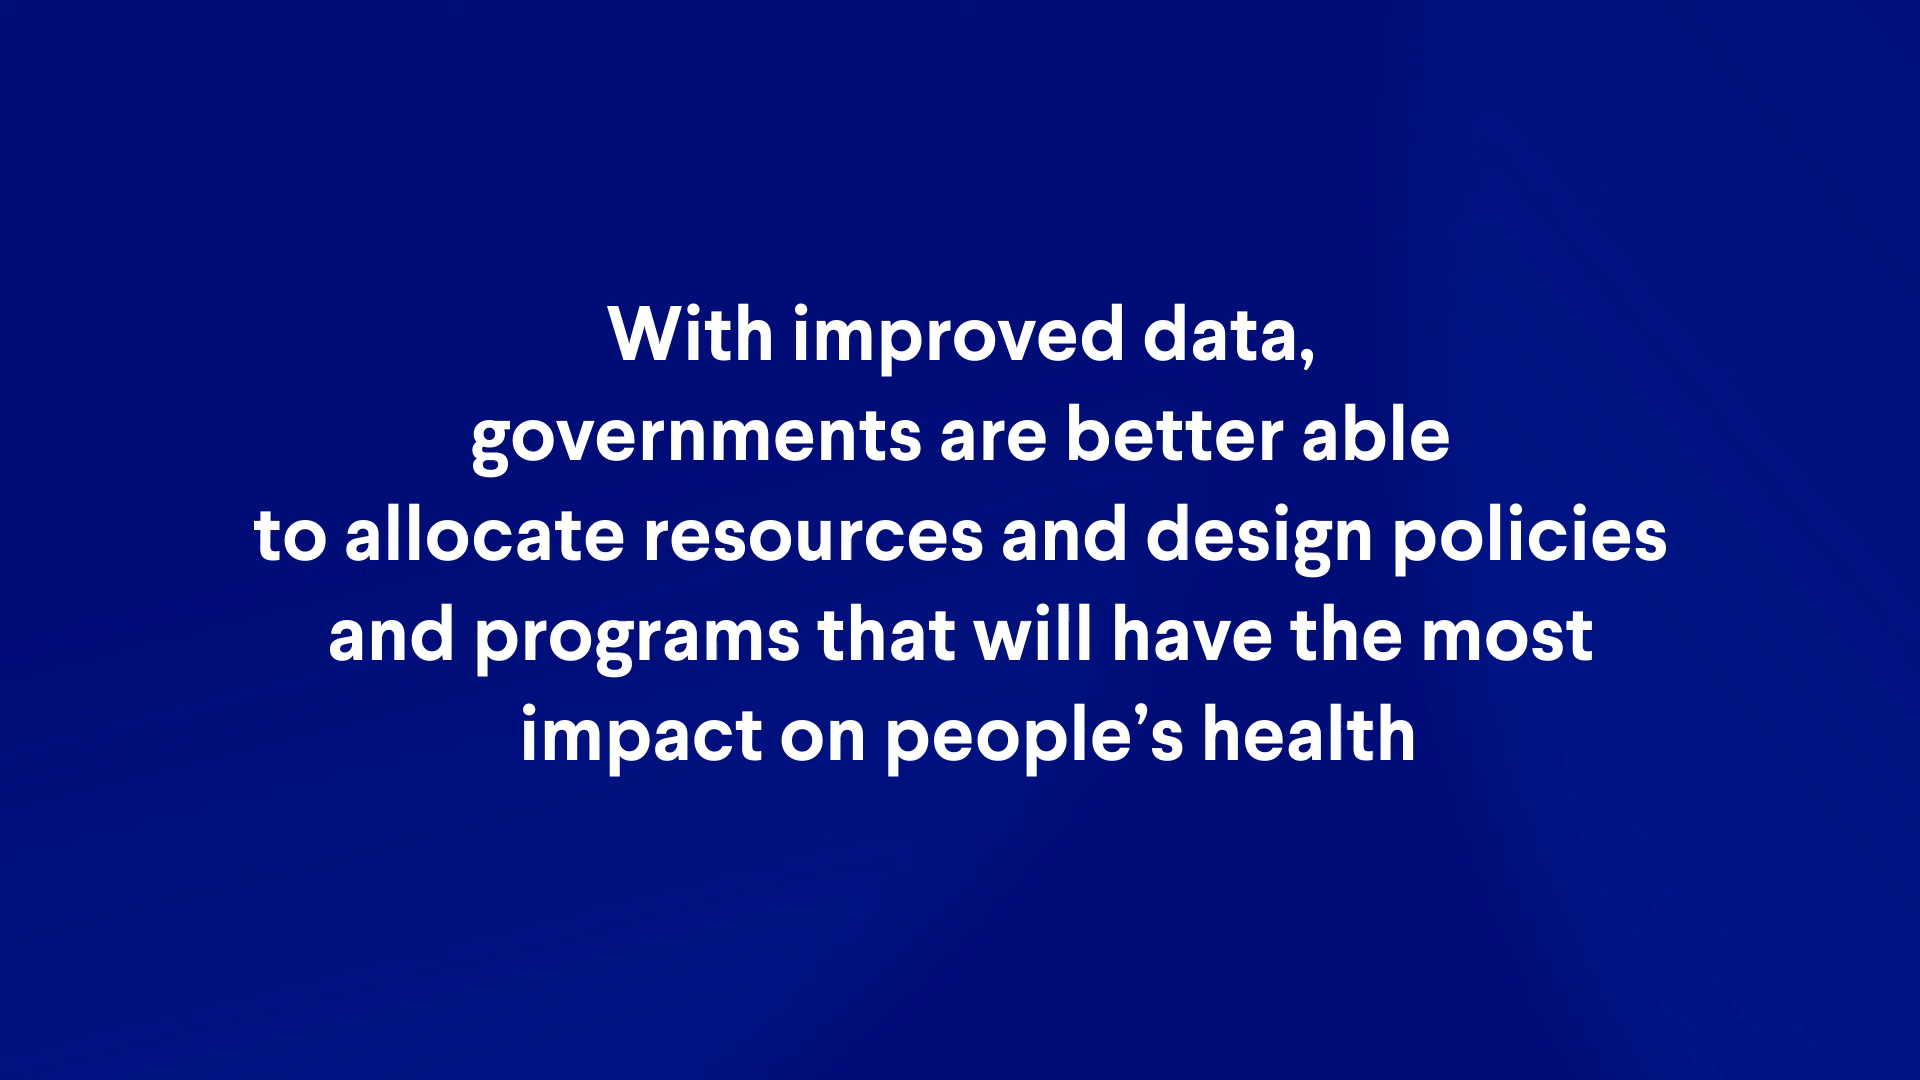 With improved data,
governments are better able
to allocate resources and design policies
and programs that will have the most
impact on people’s health